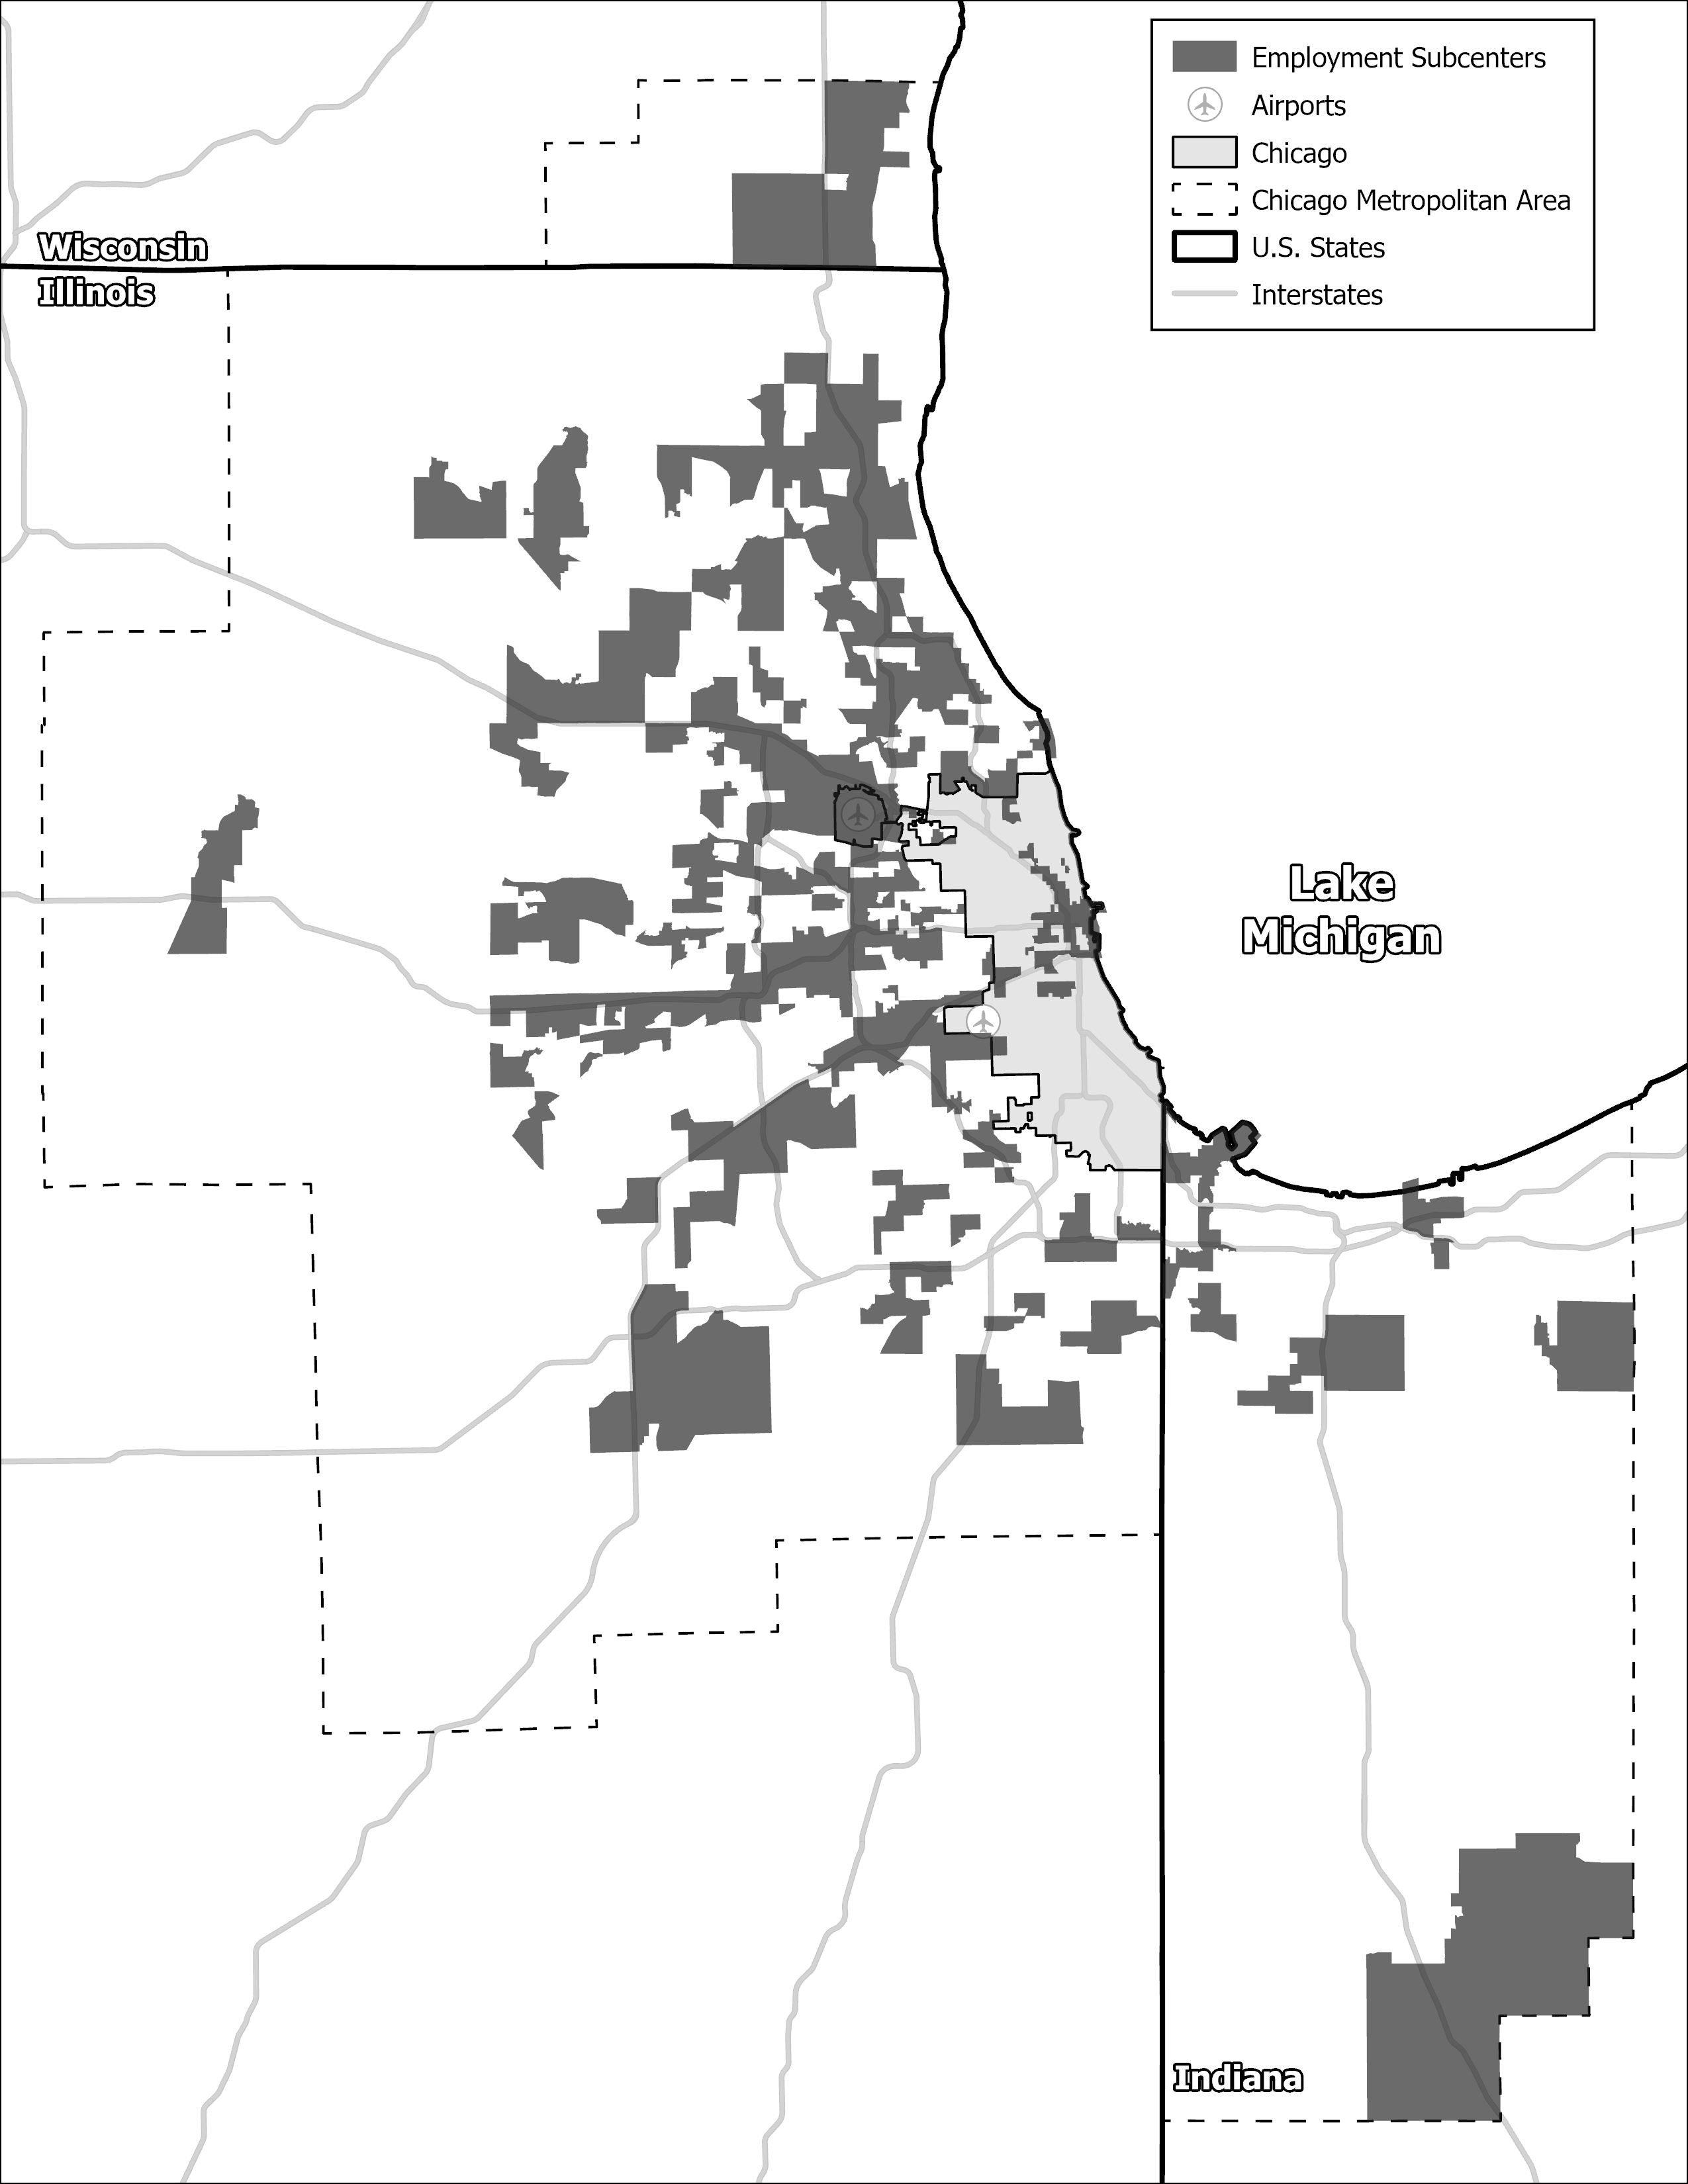 Employment Subcenters
Airports
Chicago
Chicago Metropolitan Area
U.S. States
Interstates
Wisconsin
Illinois
Lake
Michigan
Indiana